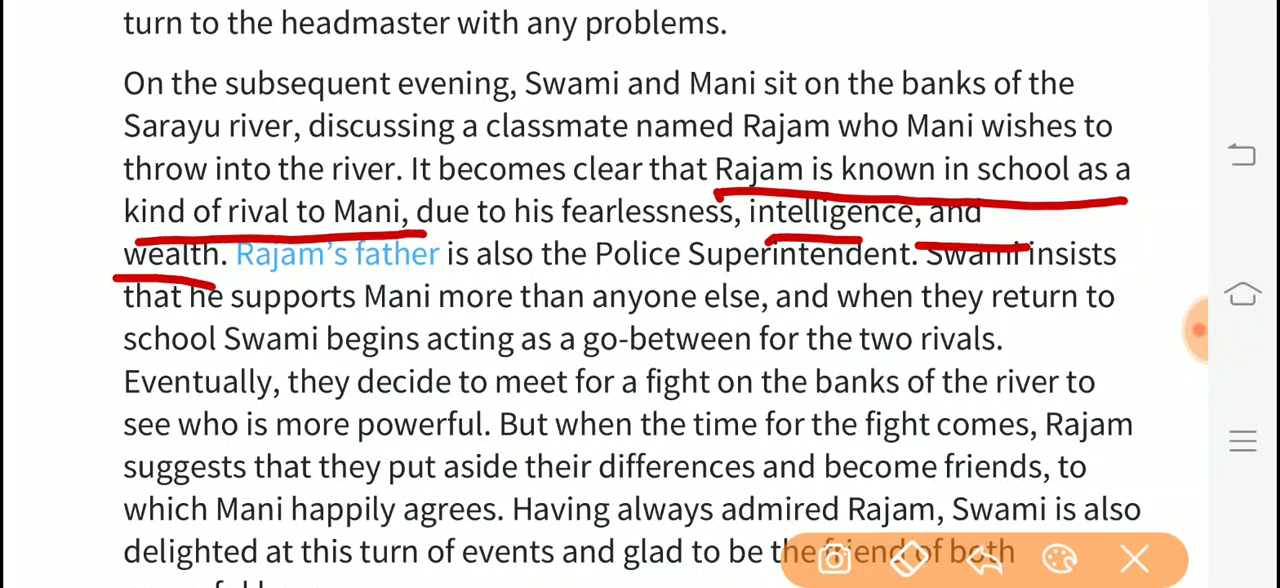 turn to the headmaster with any problems.
On the subsequent evening, Swami and Mani sit on the banks of the
Sarayu river, discussing a classmate named Rajam who Mani wishes to
throw into the river. It becomes clear that Rajam is known in school as a
kind of rival to Mani, due to his fearlessness, intelligence, and
wealth. Rajam's father is also the Police Superintendent. Swami insists
that he supports Mani more than anyone else, and when they return to
school Swami begins acting as a go-between for the two rivals.
Eventually, they decide to meet for a fight on the banks of the river to
see who is more powerful. But when the time for the fight comes, Rajam
suggests that they put aside their differences and become friends, to
which Mani happily agrees. Having always admired Rajam, Swami is also
delighted at this turn of events and glad to be the friend of both